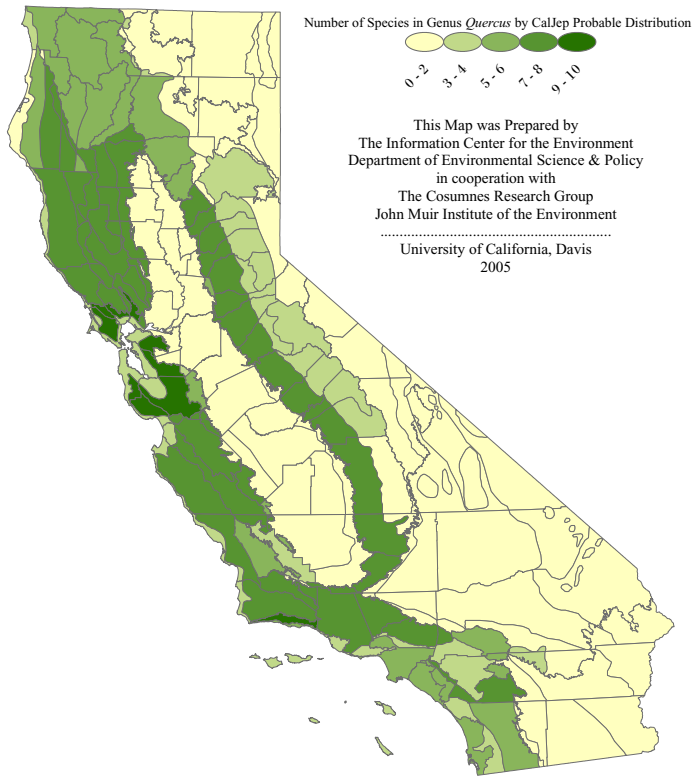 Number of Species in Genus Quercus by CalJep Probable Distribution
0 - 2
3 - 4
5 - 6
7 - 8
9 - 10
This Map was Prepared by
The Information Center for the Environment
Department of Environmental Science & Policy
in cooperation with
The Cosumnes Research Group
John Muir Institute of the Environment
.............................................................
University of California, Davis
2005